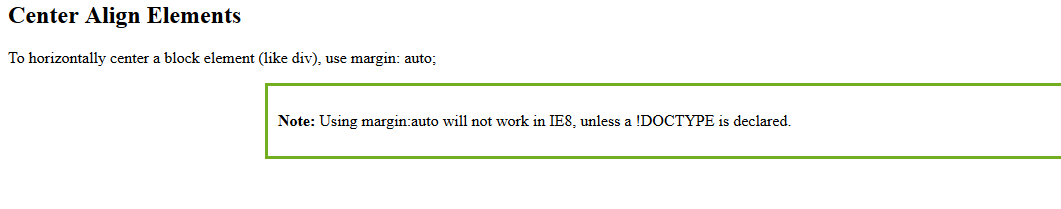 Center Align Elements
To horizontally center a block element (like div), use margin: auto;
Note: Using margin:auto will not work in IE8, unless a !DOCTYPE is declared.